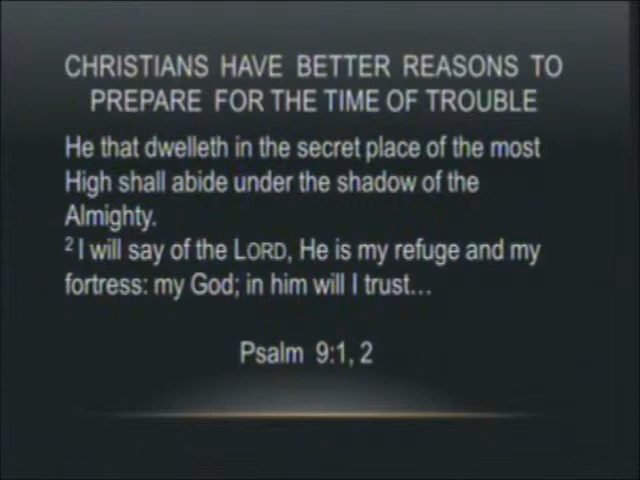 CHRISTIANS HAVE BETTER REASONS TO
PREPARE FOR THE TIME OF TROUBLE
He that dwelleth in the secret place of the most
High shall abide under the shadow of the
Almighty.
2 I will say of the LORD, He is my refuge and my
fortress: my God; in him will I trust…
Psalm 9:1, 2